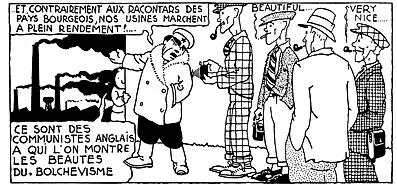 ET, CONTRAIREMENT AUX RACONTARS DES
PAYS BOURGEOIS, NOS USINES MARCHENT
A PLEIN RENDEMENT!...
BEAUTIFUL...
VERY
NICE....
CE SONT DES
COMMUNISTES ANGLAIS
A QUI L'ON MONTRE
LES BEAUTES
DU. BOLCHEVISME